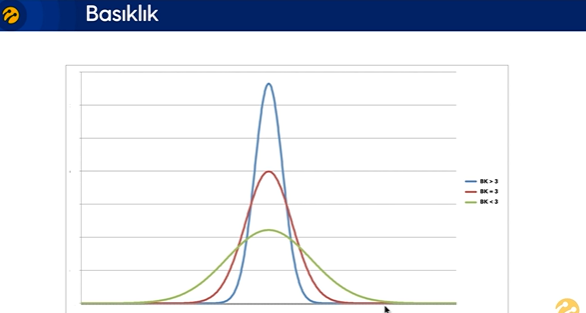 Basıklık
BK > 3
BK = 3
BK < 3